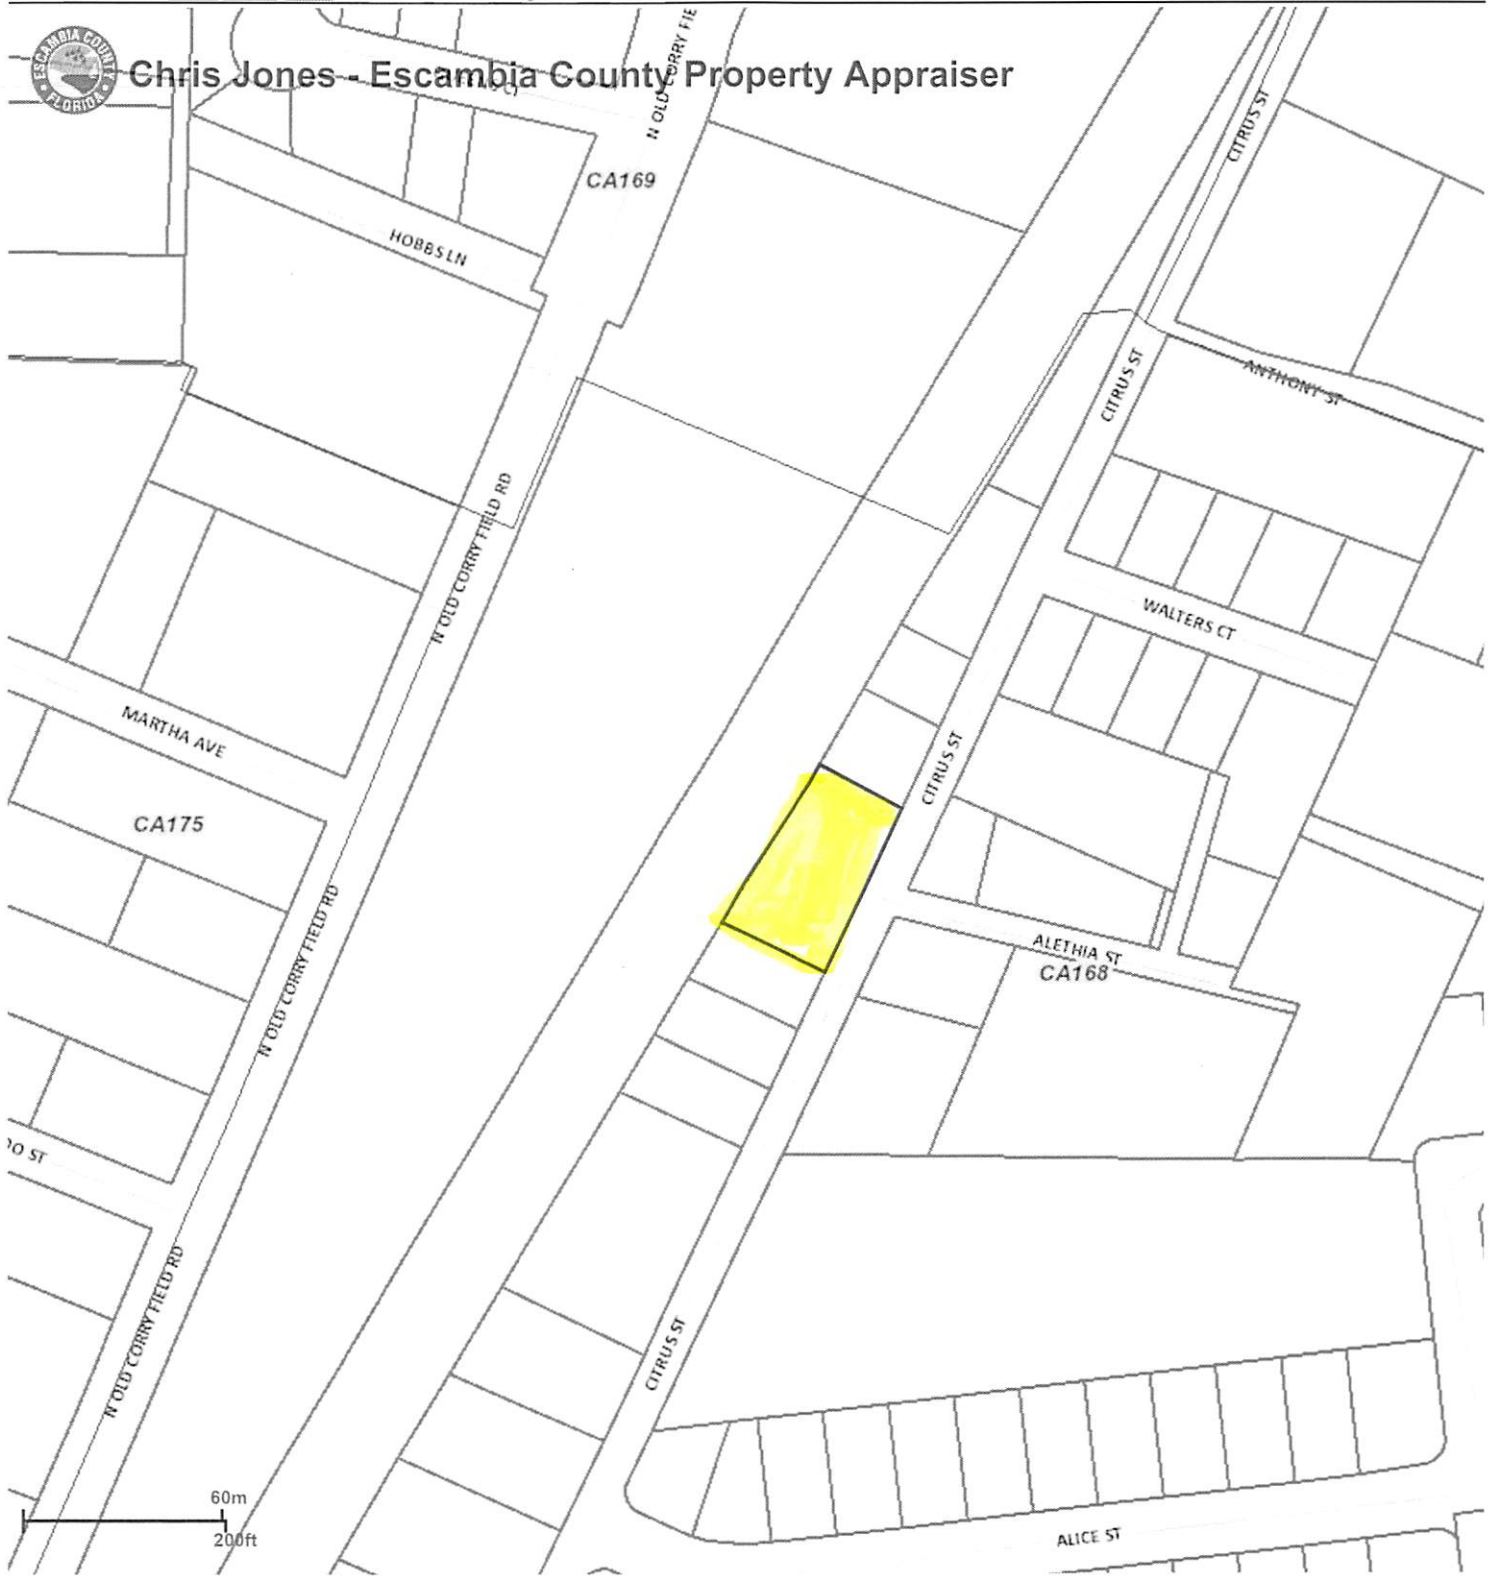 ESCAMBIA COUNTY
FLORIDA
Chris Jones - Escambia County Property Appraiser
N OLD CORRY FIE
CITRUS ST
CA169
HOBBS LN
CITRUS ST
ANTHONY ST
N OLD CORRY FIELD RD
WALTERS CT
MARTHA AVE
CITRUS ST
CA175
N OLD CORRY FIELD RD
ALETHIA ST
CA168
DO ST
N OLD CORRY FIELD RD
CITRUS ST
60m
200ft
ALICE ST